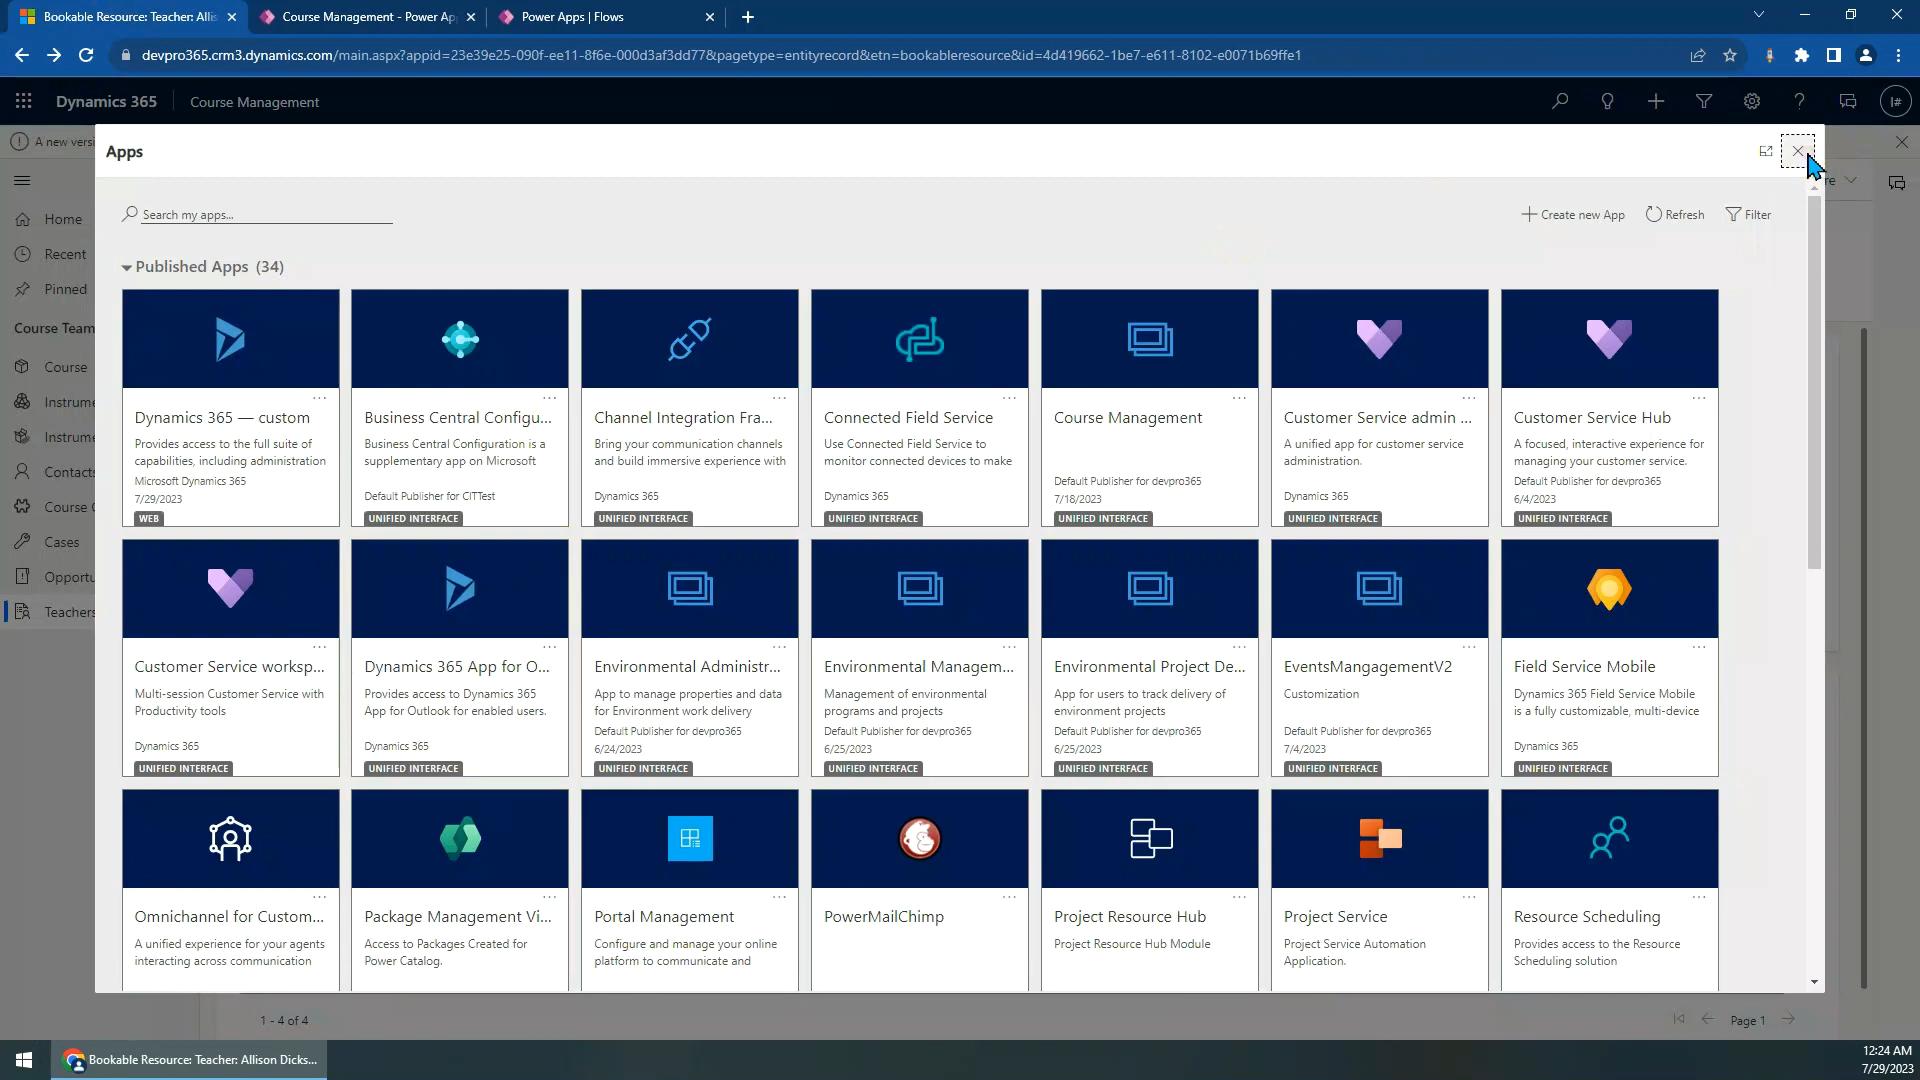 Bookable Resource: Teacher: Alli
Course Management - Power Ap
Power Apps | Flows
devpro365.crm3.dynamics.com/main.aspx?appid=23e39e25-090f-ee11-8f6e-000d3af3dd77&pagetype=entityrecord&etn=bookableresource&id=4d419662-1be7-e611-8102-e0071b69ffe1
Dynamics 365
Course Management
I#
A new versi
Apps
Search my apps...
Create new App
Refresh
Filter
Home
Recent
Pinned
Course Team
Course
Instrume
Instrume
Contacts
Course
Cases
Opportu
Teachers
Published Apps (34)
Dynamics 365 — custom
Provides access to the full suite of
capabilities, including administration
Microsoft Dynamics 365
7/29/2023
WEB
Business Central Configu...
Business Central Configuration is a
supplementary app on Microsoft
Default Publisher for CITTest
UNIFIED INTERFACE
Channel Integration Fra...
Bring your communication channels
and build immersive experience with
Dynamics 365
UNIFIED INTERFACE
Connected Field Service
Use Connected Field Service to
monitor connected devices to make
Dynamics 365
UNIFIED INTERFACE
Course Management
Default Publisher for devpro365
7/18/2023
UNIFIED INTERFACE
Customer Service admin ...
A unified app for customer service
administration.
Dynamics 365
UNIFIED INTERFACE
Customer Service Hub
A focused, interactive experience for
managing your customer service.
Default Publisher for devpro365
6/4/2023
UNIFIED INTERFACE
Customer Service worksp...
Multi-session Customer Service with
Productivity tools
Dynamics 365
UNIFIED INTERFACE
Dynamics 365 App for O...
Provides access to Dynamics 365
App for Outlook for enabled users.
Dynamics 365
UNIFIED INTERFACE
Environmental Administr...
App to manage properties and data
for Environment work delivery
Default Publisher for devpro365
6/24/2023
UNIFIED INTERFACE
Environmental Managem...
Management of environmental
programs and projects
Default Publisher for devpro365
6/25/2023
UNIFIED INTERFACE
Environmental Project De...
App for users to track delivery of
environment projects
Default Publisher for devpro365
6/25/2023
UNIFIED INTERFACE
EventsMangagementV2
Customization
Default Publisher for devpro365
7/4/2023
UNIFIED INTERFACE
Field Service Mobile
Dynamics 365 Field Service Mobile
is a fully customizable, multi-device
Dynamics 365
UNIFIED INTERFACE
Omnichannel for Custom...
A unified experience for your agents
interacting across communication
Package Management Vi...
Access to Packages Created for
Power Catalog.
Portal Management
Configure and manage your online
platform to communicate and
PowerMailChimp
Project Resource Hub
Project Resource Hub Module
Project Service
Project Service Automation
Application.
Resource Scheduling
Provides access to the Resource
Scheduling solution
1 - 4 of 4
Page 1
Bookable Resource: Teacher: Allison Dicks...
12:24 AM
7/29/2023